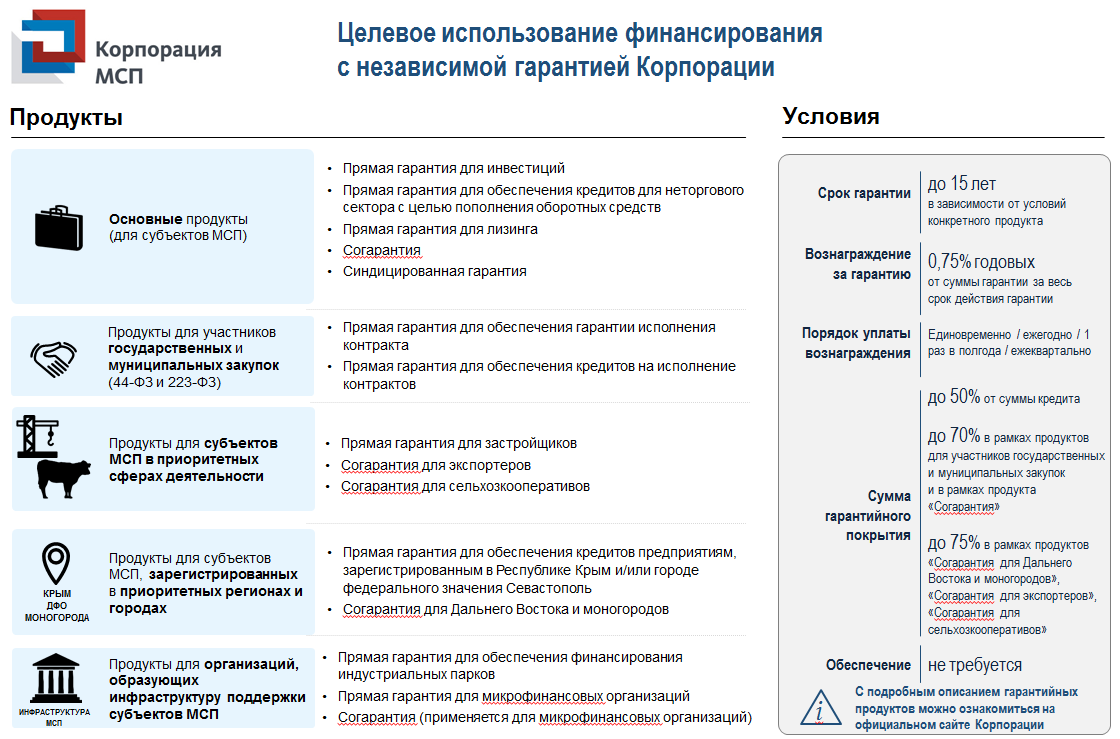 Корпорация
МСП
Целевое использование финансирования
с независимой гарантией Корпорации
Продукты
Основные продукты
(для субъектов МСП)
• Прямая гарантия для инвестиций
• Прямая гарантия для обеспечения кредитов для неторгового
сектора с целью пополнения оборотных средств
• Прямая гарантия для лизинга
• Согарантия
• Синдицированная гарантия
Продукты для участников
государственных и
муниципальных закупок
(44-ФЗ и 223-ФЗ)
• Прямая гарантия для обеспечения гарантии исполнения
контракта
• Прямая гарантия для обеспечения кредитов на исполнение
контрактов
Продукты для субъектов
МСП в приоритетных
сферах деятельности
• Прямая гарантия для застройщиков
• Согарантия для экспортеров
• Согарантия для сельхозкооперативов
КРЫМ
ДФО
МОНОГОРОДА
Продукты для субъектов
МСП, зарегистрированных
в приоритетных регионах и
городах
• Прямая гарантия для обеспечения кредитов предприятиям,
зарегистрированным в Республике Крым и/или городе
федерального значения Севастополь
• Согарантия для Дальнего Востока и моногородов
ИНФРАСТРУКТУРА
МСП
Продукты для организаций,
образующих
инфраструктуру поддержки
субъектов МСП
• Прямая гарантия для обеспечения финансирования
индустриальных парков
• Прямая гарантия для микрофинансовых организаций
• Согарантия (применяется для микрофинансовых организаций)
Условия
Срок гарантии
до 15 лет
в зависимости от условий
конкретного продукта
Вознаграждение
за гарантию
0,75% годовых
от суммы гарантии за весь
срок действия гарантии
Порядок уплаты
вознаграждения
Единовременно / ежегодно / 1
раз в полгода / ежеквартально
Сумма
гарантийного
покрытия
до 50% от суммы кредита
до 70% в рамках продуктов
для участников государственных
и муниципальных закупок
и в рамках продукта
«Согарантия»
до 75% в рамках продуктов
«Согарантия для Дальнего
Востока и моногородов»,
«Согарантия для экспортеров»,
«Согарантия для
сельхозкооперативов»
Обеспечение
не требуется
i
С подробным описанием гарантийных
продуктов можно ознакомиться на
официальном сайте Корпорации